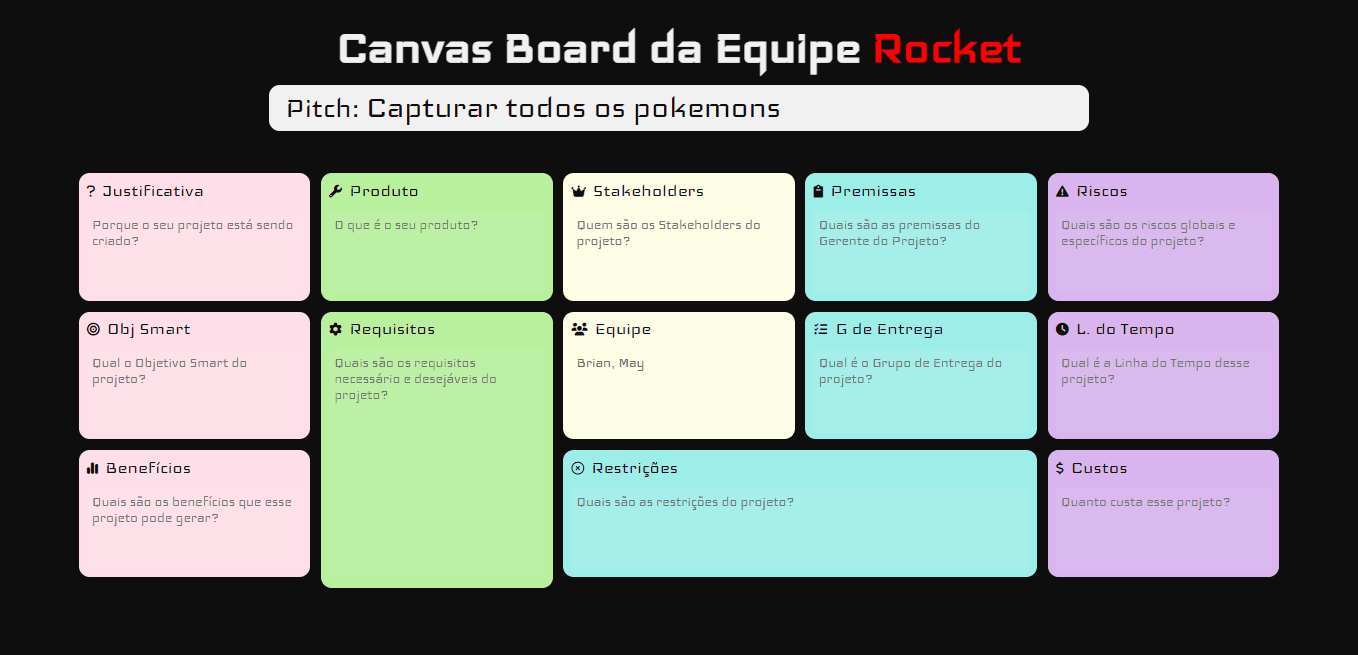 Canvas Board da Equipe Rocket
Pitch: Capturar todos os pokemons
? Justificativa
Porque o seu projeto está sendo
criado?
Produto
O que é o seu produto?
Stakeholders
Quem são os Stakeholders do
projeto?
Premissas
Quais são as premissas do
Gerente do Projeto?
Riscos
Quais são os riscos globais e
específicos do projeto?
Obj Smart
Qual o Objetivo Smart do
projeto?
Requisitos
Quais são os requisitos
necessário e desejáveis do
projeto?
Equipe
Brian, May
G de Entrega
Qual é o Grupo de Entrega do
projeto?
L. do Tempo
Qual é a Linha do Tempo desse
projeto?
Benefícios
Quais são os benefícios que esse
projeto pode gerar?
Restrições
Quais são as restrições do projeto?
$ Custos
Quanto custa esse projeto?